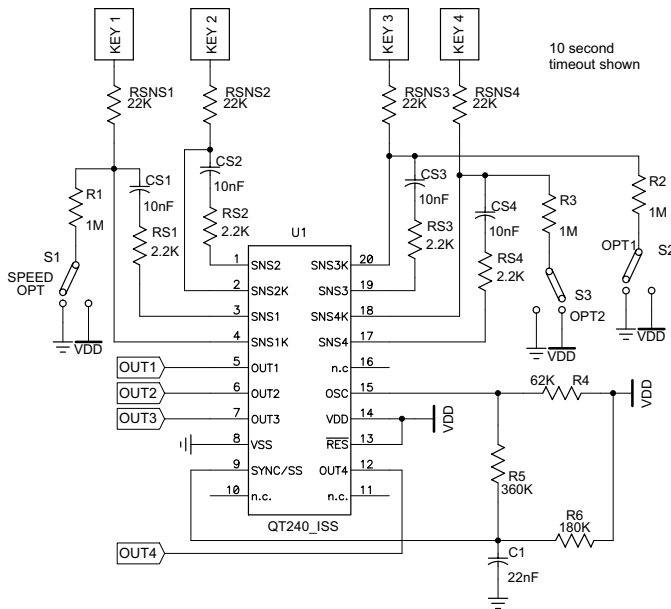 KEY 1
KEY 2
KEY 3
KEY 4
10 second
timeout shown
RSNS1
22K
RSNS2
22K
RSNS3
22K
RSNS4
22K
CS1
10nF
CS2
10nF
CS3
10nF
CS4
10nF
R1
1M
R2
1M
R3
1M
RS1
2.2K
RS2
2.2K
RS3
2.2K
RS4
2.2K
S1
SPEED
OPT
VDD
OPT1
S2
VDD
S3
OPT2
VDD
U1
1 SNS2 SNS3K 20
2 SNS2K SNS3 19
3 SNS1 SNS4K 18
4 SNS1K SNS4 17
OUT1 5 OUT1 n.c 16
OUT2 6 OUT2 OSC 15
OUT3 7 OUT3 VDD 14
8 VSS RES 13
9 SYNC/SS OUT4 12
10 n.c. n.c. 11
QT240_ISS
OUT4
62K R4
VDD
VDD
R5
360K
R6
180K
C1
22nF